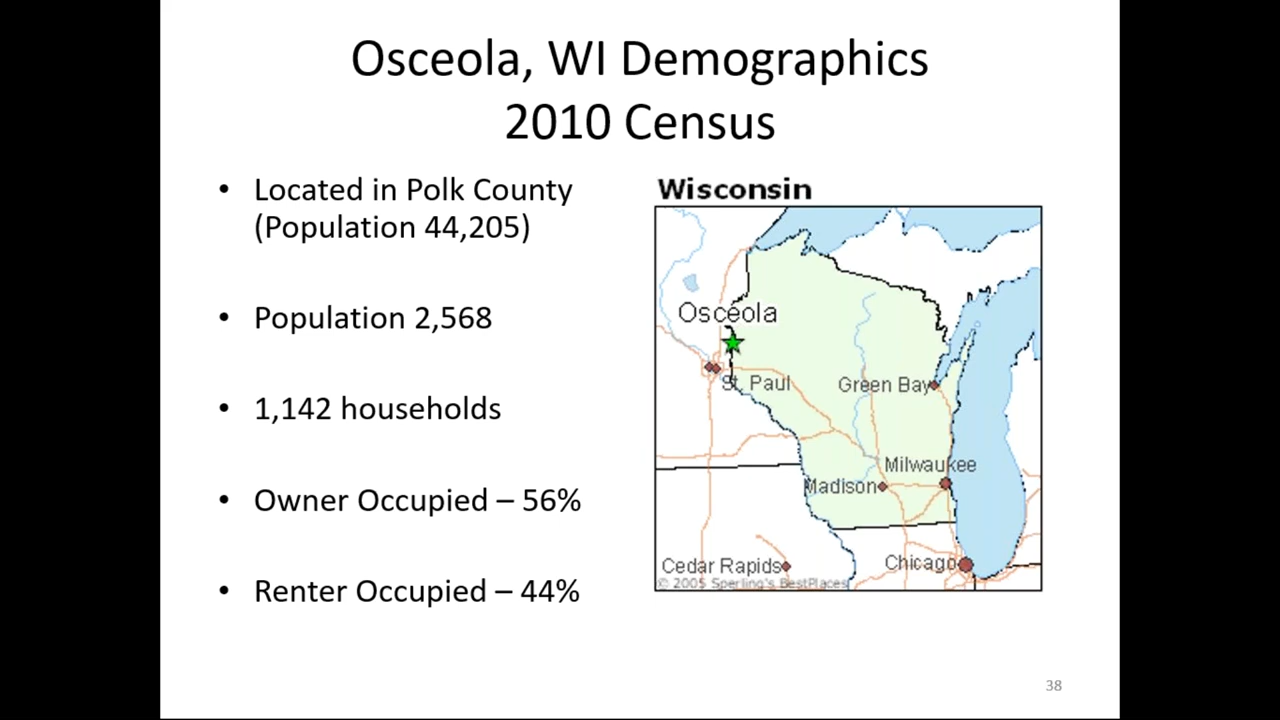 Osceola, WI Demographics
2010 Census
• Located in Polk County
(Population 44,205)
• Population 2,568
• 1,142 households
• Owner Occupied – 56%
• Renter Occupied – 44%
Wisconsin
Osceola
St. Paul
Green Bay
Milwaukee
Madison
Cedar Rapids
Chicago
© 2005 Sperling's BestPlaces
38